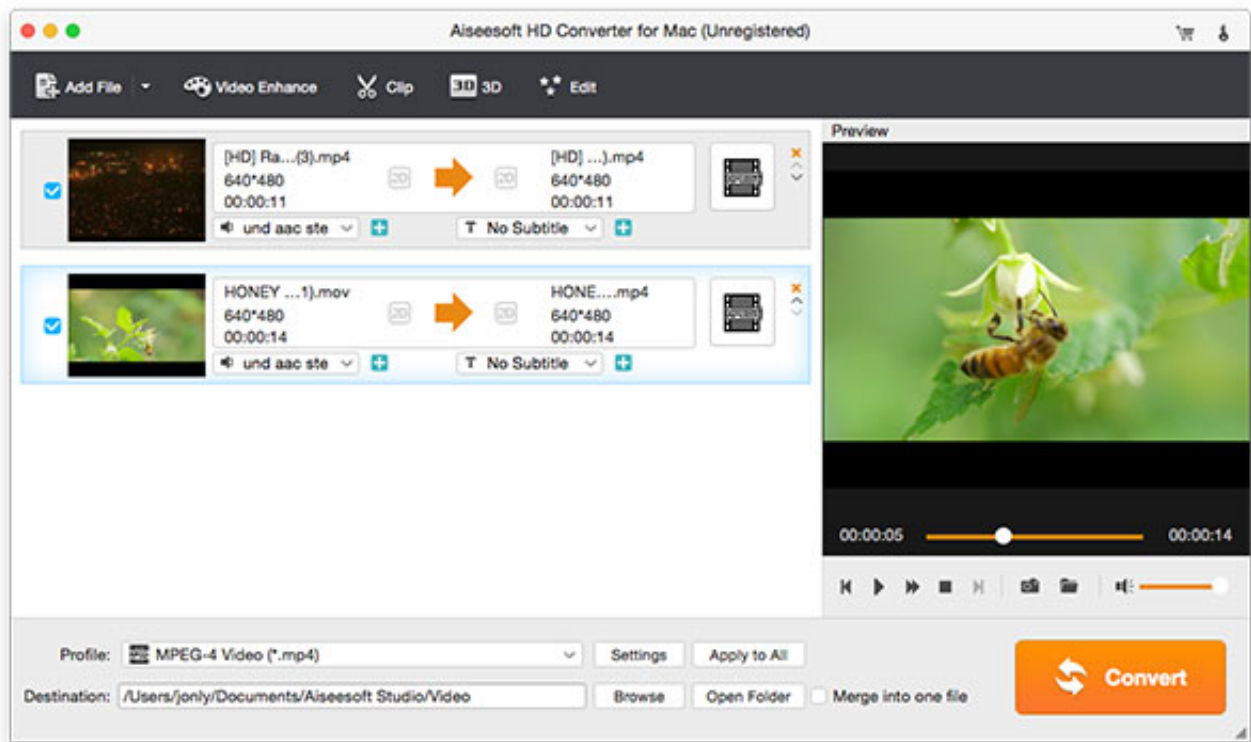 Aiseesoft HD Converter for Mac (Unregistered)
Add File
Video Enhance
Clip
3D 3D
Edit
Preview
[HD] Ra...(3).mp4
640*480
00:00:11
2D
2D
[HD] ...).mp4
640*480
00:00:11
und aac ste
T No Subtitle
HONEY ...1).mov
640*480
00:00:14
2D
2D
HONE....mp4
640*480
00:00:14
und aac ste
T No Subtitle
00:00:05
00:00:14
Profile:
MPEG-4 Video (*.mp4)
Settings
Apply to All
Destination:
/Users/jonly/Documents/Aiseesoft Studio/Video
Browse
Open Folder
Merge into one file
Convert